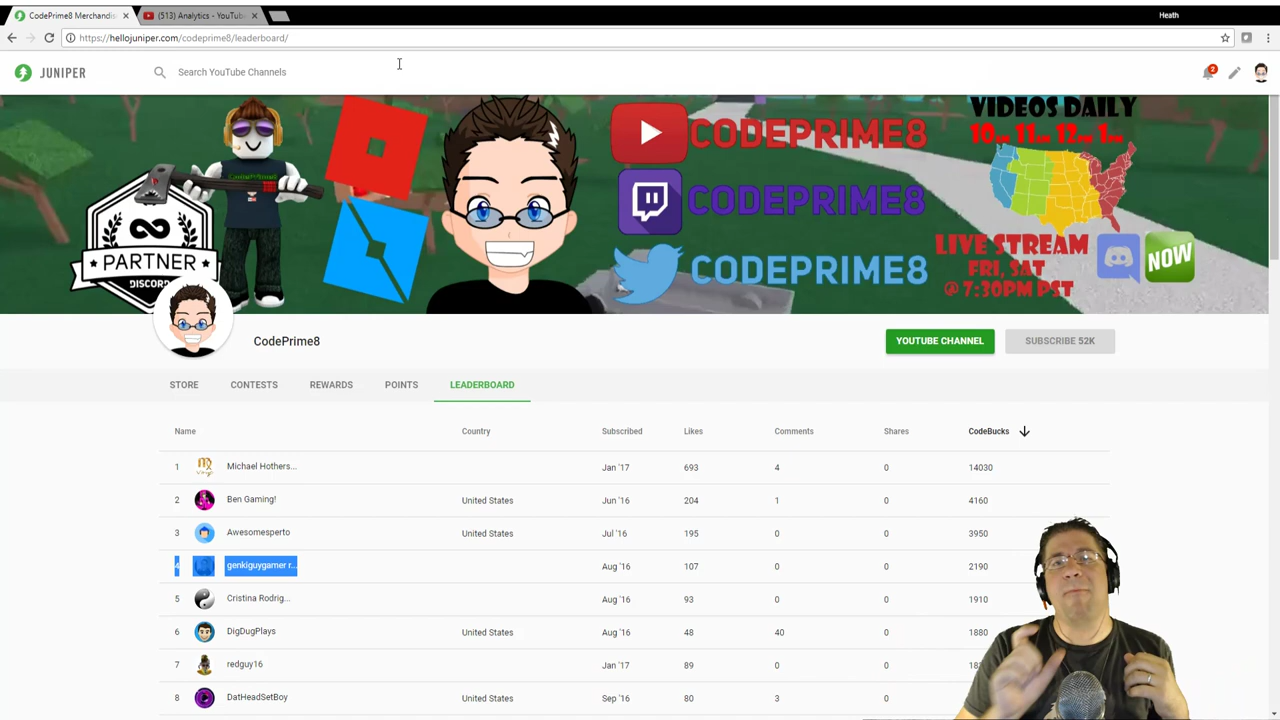 CodePrime8 Merchandis
(513) Analytics - YouTub
Heath
https://hellojuniper.com/codeprime8/leaderboard/
JUNIPER
Search YouTube Channels
2
VIDEOS DAILY
CODEPRIME8
CODEPRIME8
CODEPRIME8
PARTNER
DISCORD
LIVE STREAM
FRI, SAT
@ 7:30PM PST
NOW
CodePrime8
YOUTUBE CHANNEL
SUBSCRIBE 52K
STORE CONTESTS REWARDS POINTS LEADERBOARD
Name Country Subscribed Likes Comments Shares CodeBucks
1 Michael Hothers... Jan '17 693 4 0 14030
2 Ben Gaming! United States Jun '16 204 1 0 4160
3 Awesomesperto United States Jul '16 195 0 0 3950
4 genkiguygamer r... Aug '16 107 0 0 2190
5 Cristina Rodrig... Aug '16 93 0 0 1910
6 DigDugPlays United States Aug '16 48 40 0 1880
7 redguy16 Jan '17 89 0 0
8 DatHeadSetBoy Sep '16 80 3 0